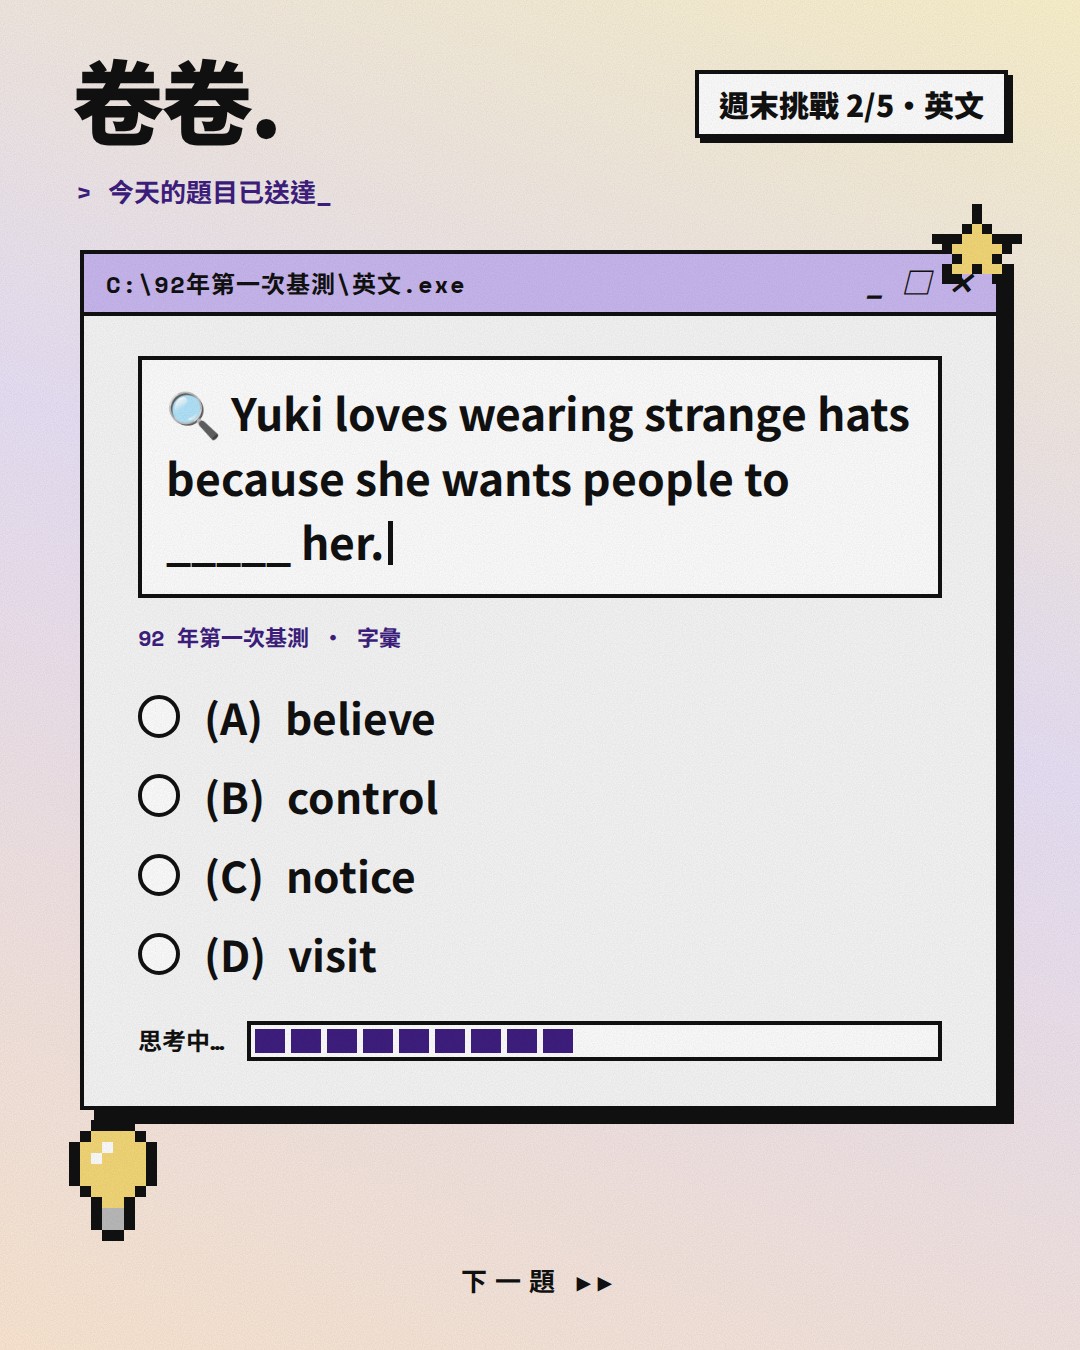 卷卷.
週末挑戰 2/5・英文
> 今天的題目已送達_
C:\92年第一次基測\英文.exe
Yuki loves wearing strange hats
because she wants people to
_____ her.
92 年第一次基測 ・ 字彙
(A) believe
(B) control
(C) notice
(D) visit
思考中…
下一題 ▸▸